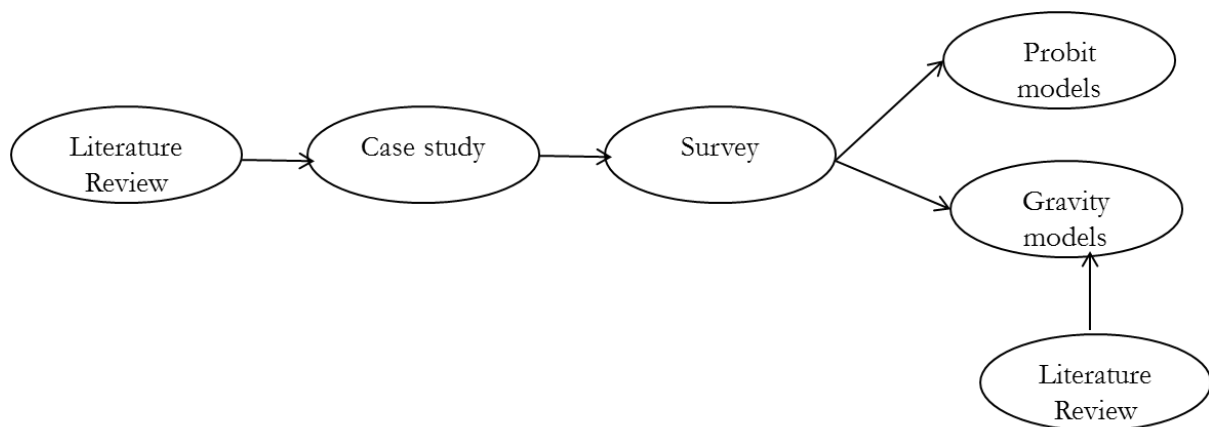 Literature
Review
Case study
Survey
Probit
models
Gravity
models
Literature
Review